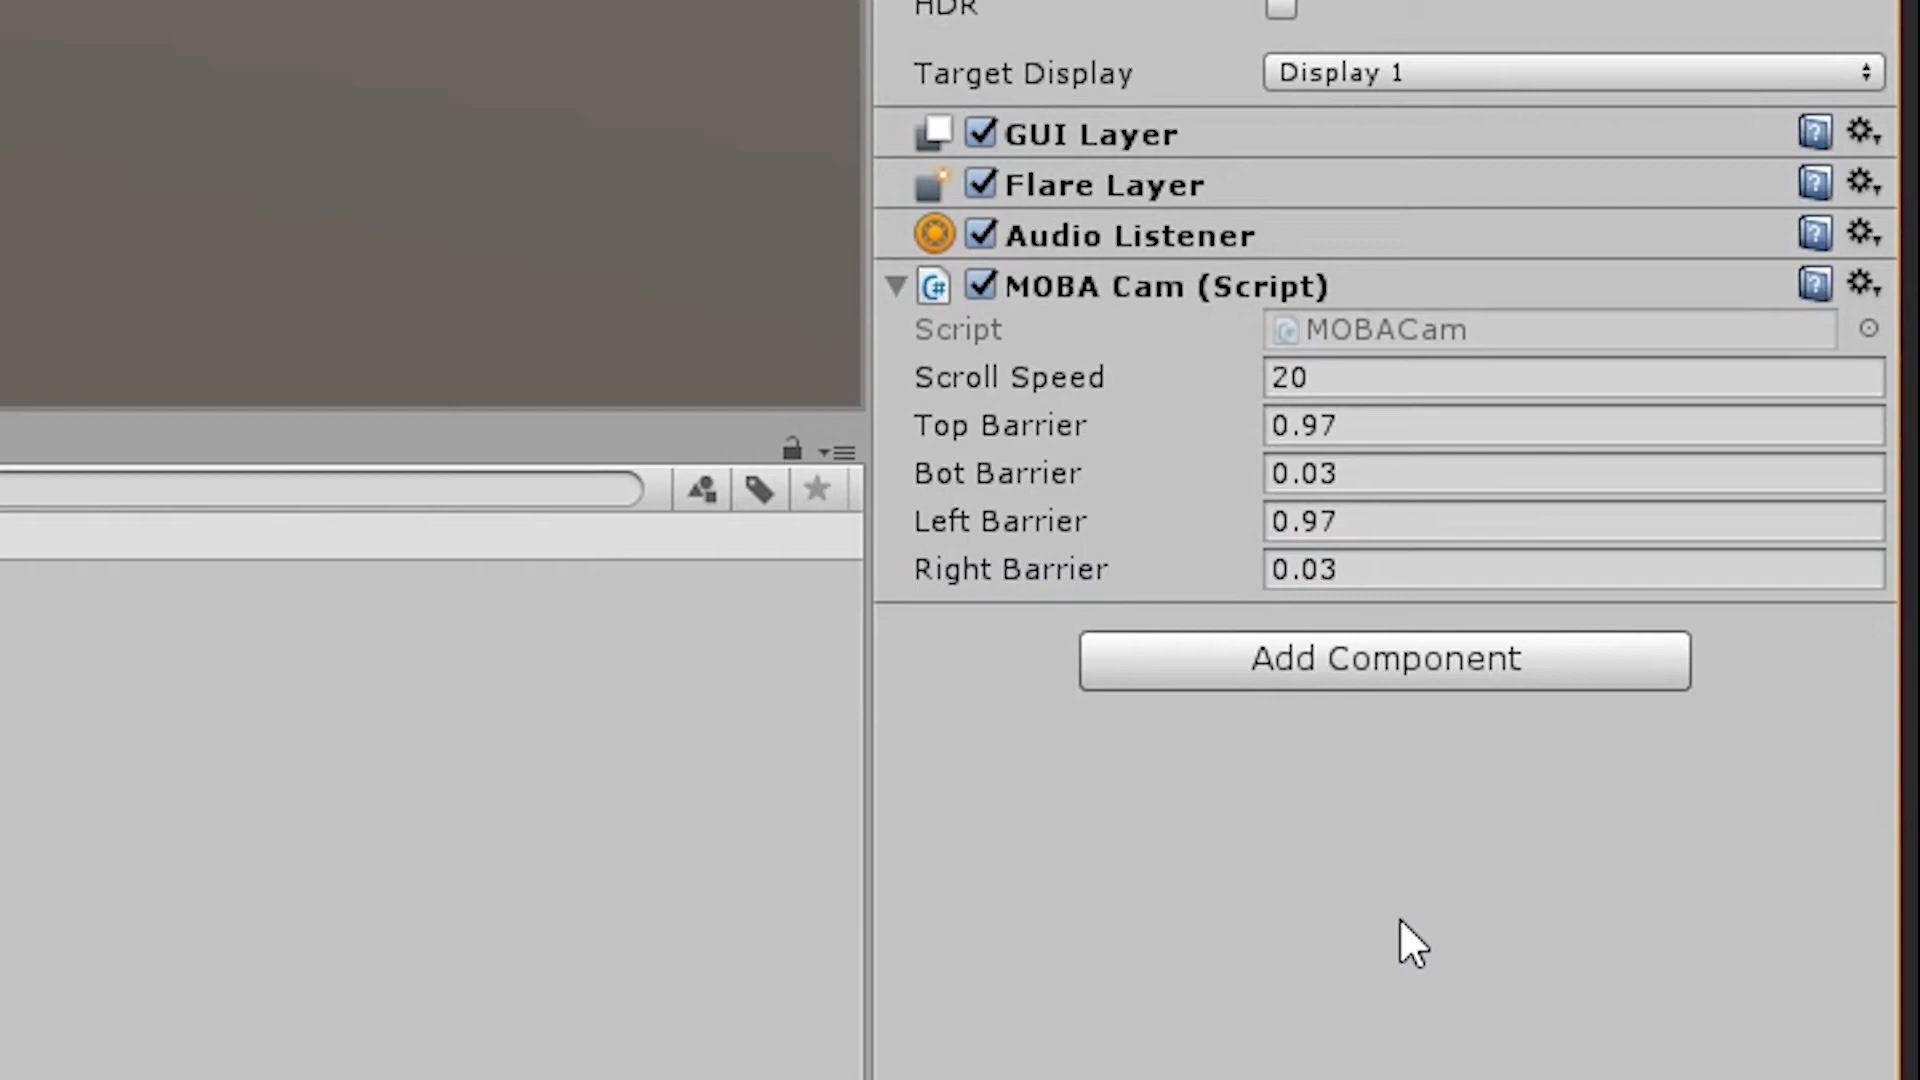 HDR
Target Display Display 1
GUI Layer
Flare Layer
Audio Listener
MOBA Cam (Script)
Script MOBACam
Scroll Speed 20
Top Barrier 0.97
Bot Barrier 0.03
Left Barrier 0.97
Right Barrier 0.03
Add Component